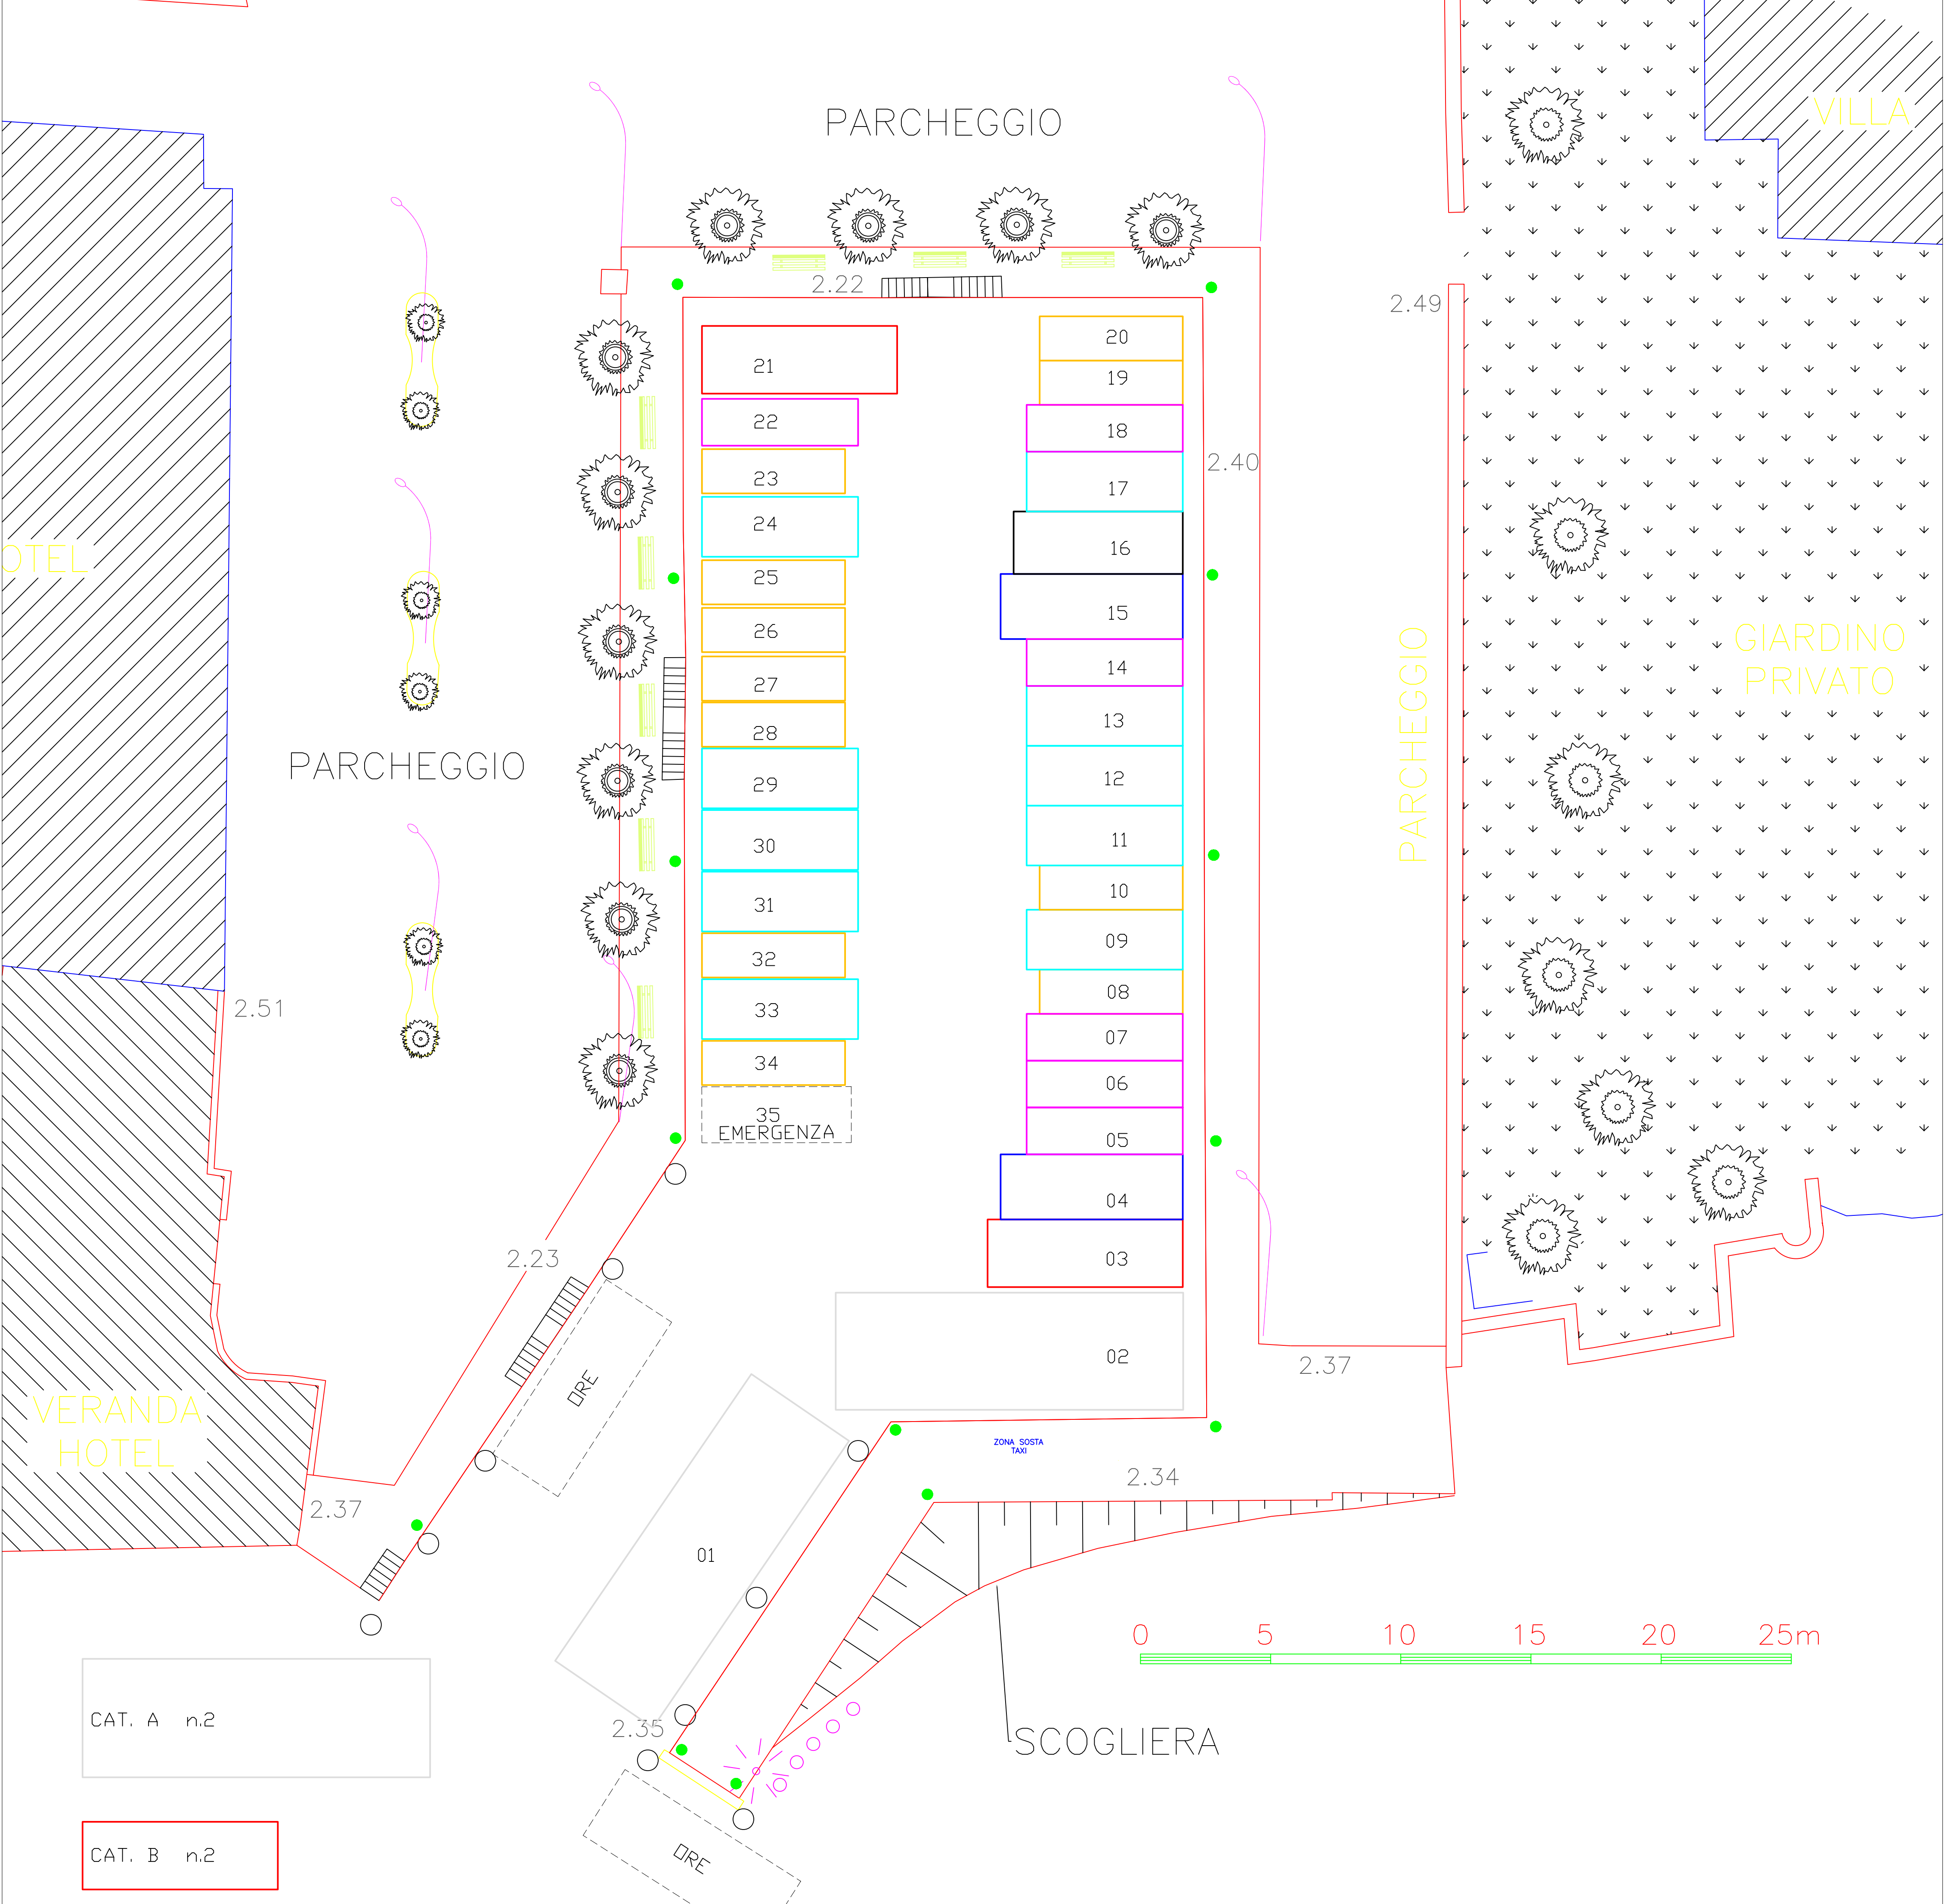 PARCHEGGIO
VILLA
2.22
2.49
20
19
18
2.40
17
16
15
14
13
12
11
10
09
08
07
06
05
04
03
02
21
22
23
24
25
26
27
28
29
30
31
32
33
34
35
EMERGENZA
OTEL
PARCHEGGIO
PARCHEGGIO
GIARDINO
PRIVATO
2.51
2.23
ORE
2.37
VERANDA
HOTEL
2.37
ZONA SOSTA
TAXI
2.34
01
0 5 10 15 20 25m
2.35
SCOGLIERA
CAT. A n.2
CAT. B n.2
ORE